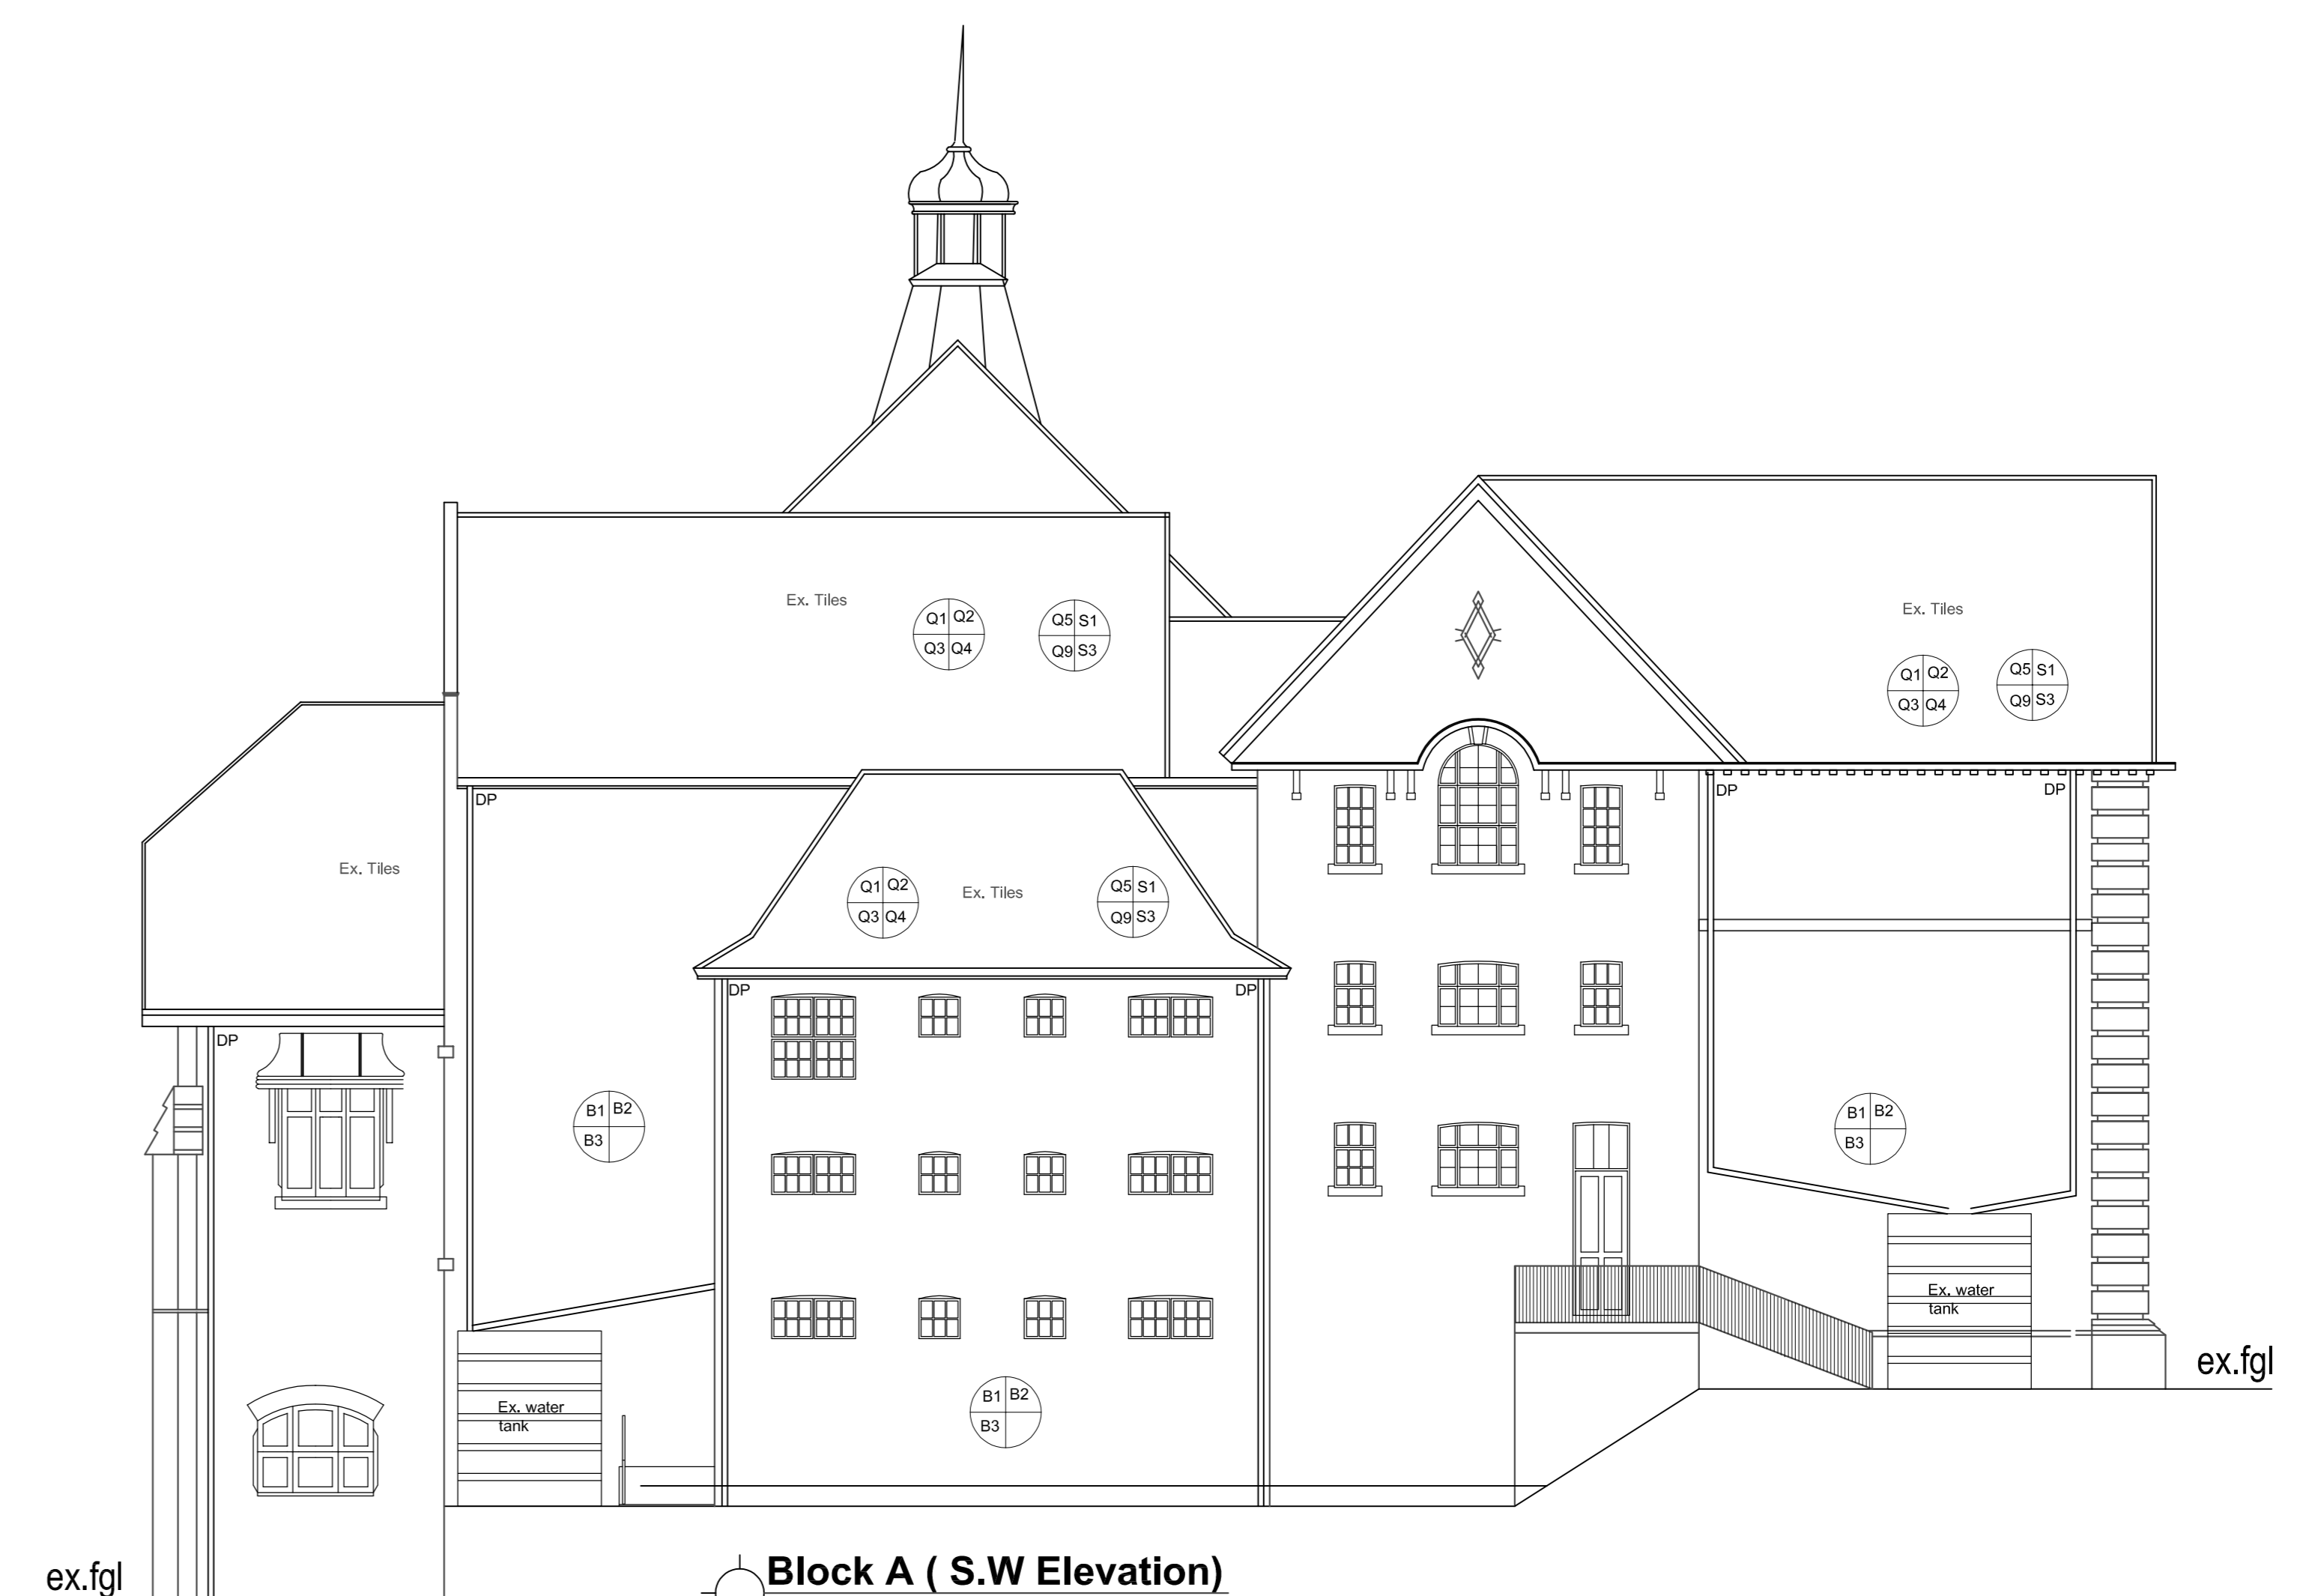 Ex. Tiles
Q1 Q2
Q3 Q4
Q5 S1
Q9 S3
Ex. Tiles
Q1 Q2
Q3 Q4
Q5 S1
Q9 S3
DP
DP
DP
Ex. Tiles
Q1 Q2
Q3 Q4
Ex. Tiles
Q5 S1
Q9 S3
DP
DP
DP
B1 B2
B3
B1 B2
B3
Ex. water
tank
ex.fgl
Ex. water
tank
B1 B2
B3
ex.fgl
Block A ( S.W Elevation)